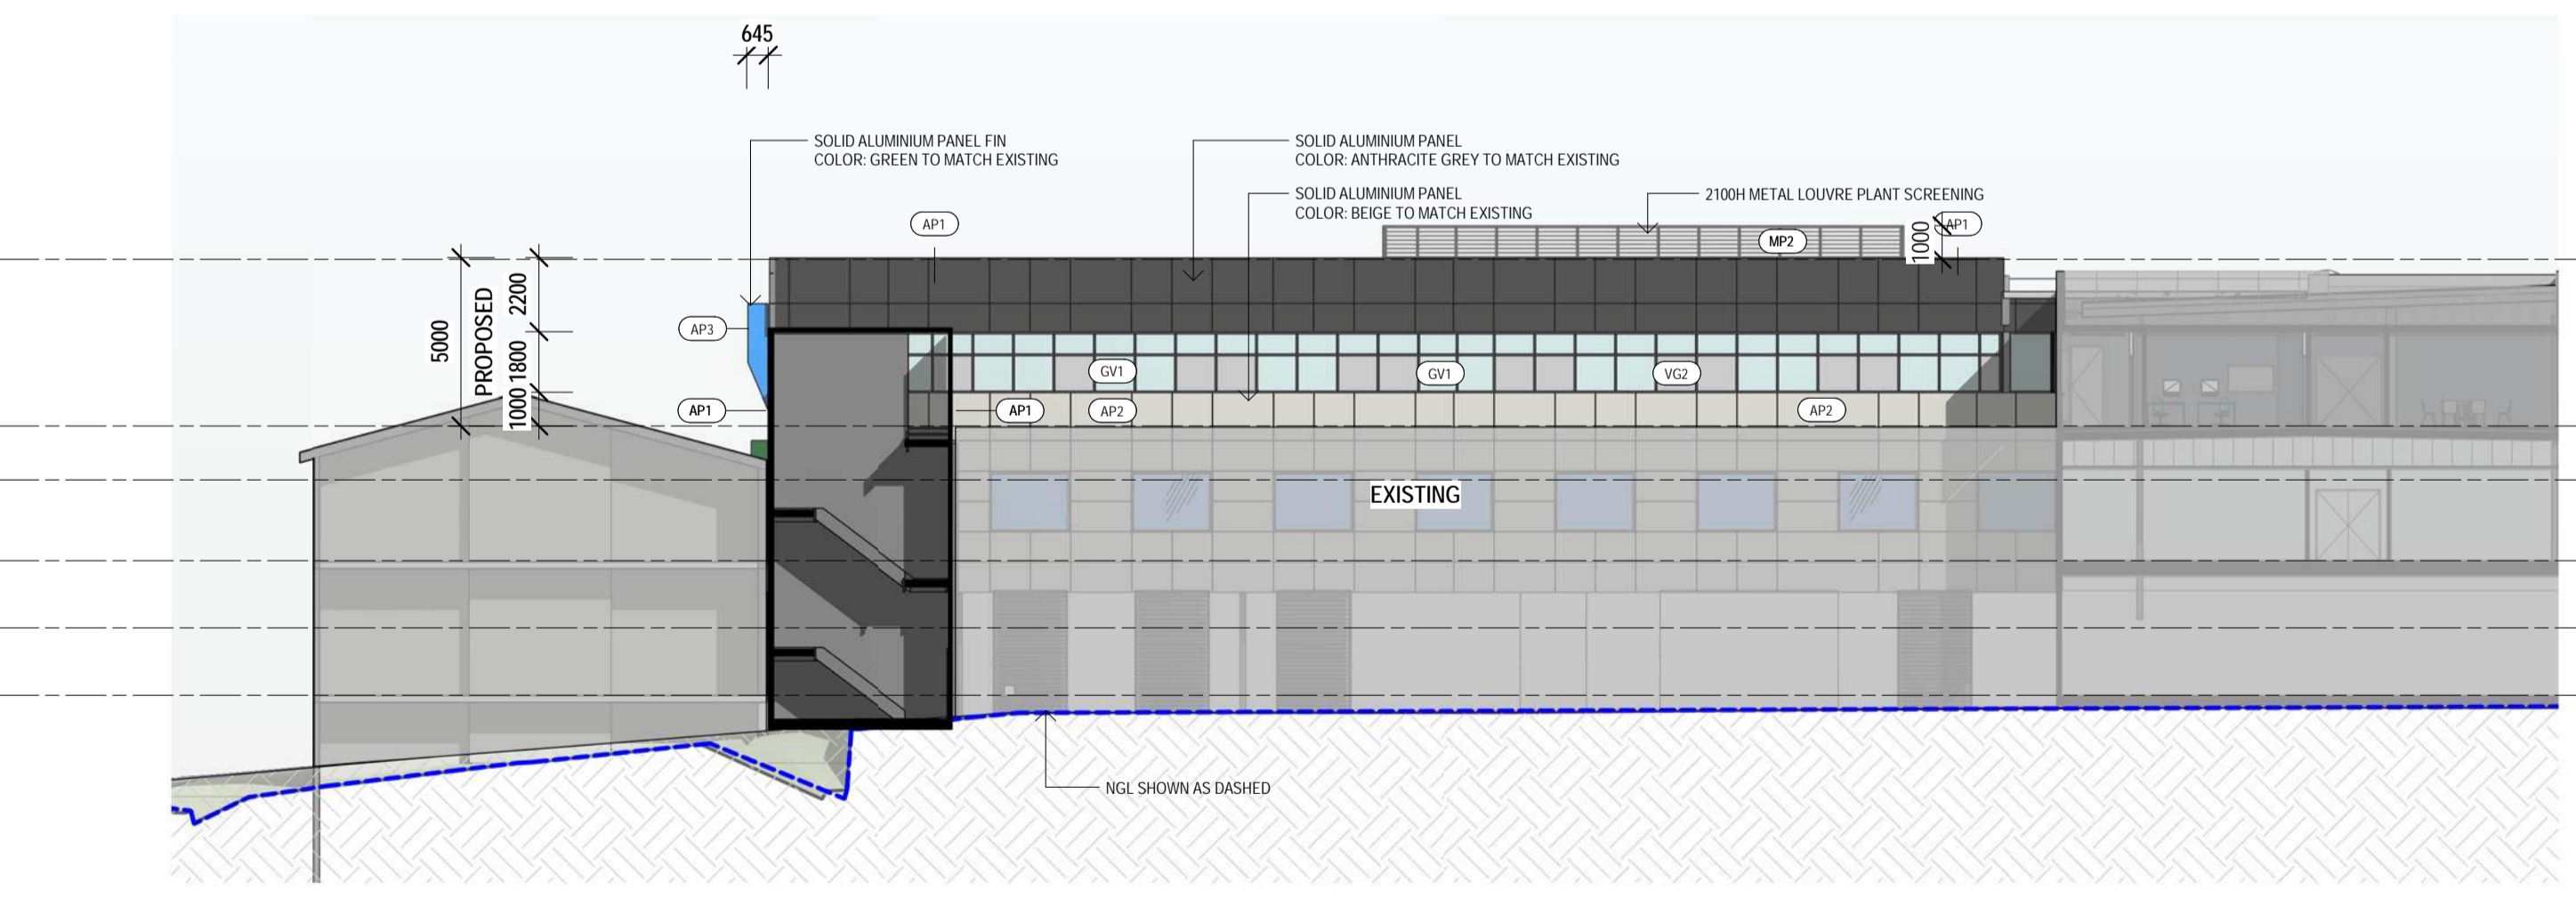 645
SOLID ALUMINIUM PANEL FIN
COLOR: GREEN TO MATCH EXISTING
SOLID ALUMINIUM PANEL
COLOR: ANTHRACITE GREY TO MATCH EXISTING
SOLID ALUMINIUM PANEL
COLOR: BEIGE TO MATCH EXISTING
2100H METAL LOUVRE PLANT SCREENING
AP1
AP1
MP2
1000
5000
PROPOSED
2200
1800
1000
AP3
GV1
GV1
VG2
AP1
AP1
AP2
AP2
EXISTING
NGL SHOWN AS DASHED